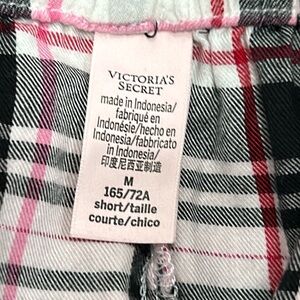 VICTORIA'S
SECRET
made in Indonesia/
fabriqué en
Indonésie/hecho en
Indonesia/fabbricato
in Indonesia/
印度尼西亚制造
M
165/72A
short/taille
courte/chico